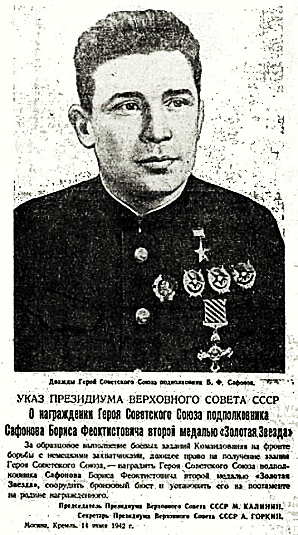 Дважды Герой Советского Союза подполковник Б. Ф. Сафонов.
УКАЗ ПРЕЗИДИУМА ВЕРХОВНОГО СОВЕТА СССР
О награждении Героя Советского Союза подполковника
Сафонова Бориса Феоктистовича второй медалью «Золотая Звезда»
За образцовое выполнение боевых заданий Командования на фронте
борьбы с немецкими захватчиками, дающее право на получение звания
Героя Советского Союза,—наградить Героя Советского Союза подпол-
ковника Сафонова Бориса Феоктистовича второй медалью «Золотая
Звезда», соорудить бронзовый бюст и установить его на постаменте
на родине награжденного.
Председатель Президиума Верховного Совета СССР М. КАЛИНИН.
Секретарь Президиума Верховного Совета СССР А. ГОРКИН.
Москва, Кремль. 14 июня 1942 г.